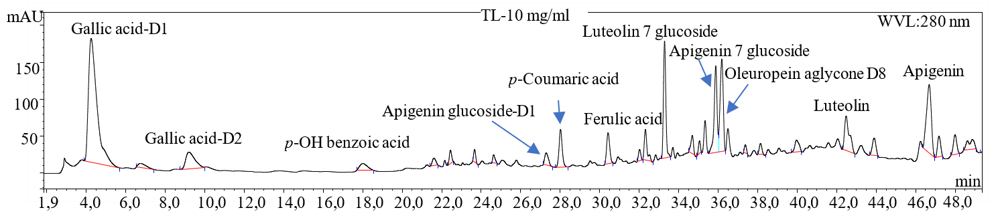 mAU
TL-10 mg/ml
WVL:280 nm
Gallic acid-D1
Luteolin 7 glucoside
Apigenin 7 glucoside
150
p-Coumaric acid
Oleuropein aglycone D8
Apigenin
100
Apigenin glucoside-D1
Luteolin
Ferulic acid
50
Gallic acid-D2
p-OH benzoic acid
min
1,9 4,0 6,0 8,0 10,0 12,0 14,0 16,0 18,0 20,0 22,0 24,0 26,0 28,0 30,0 32,0 34,0 36,0 38,0 40,0 42,0 44,0 46,0 48,0